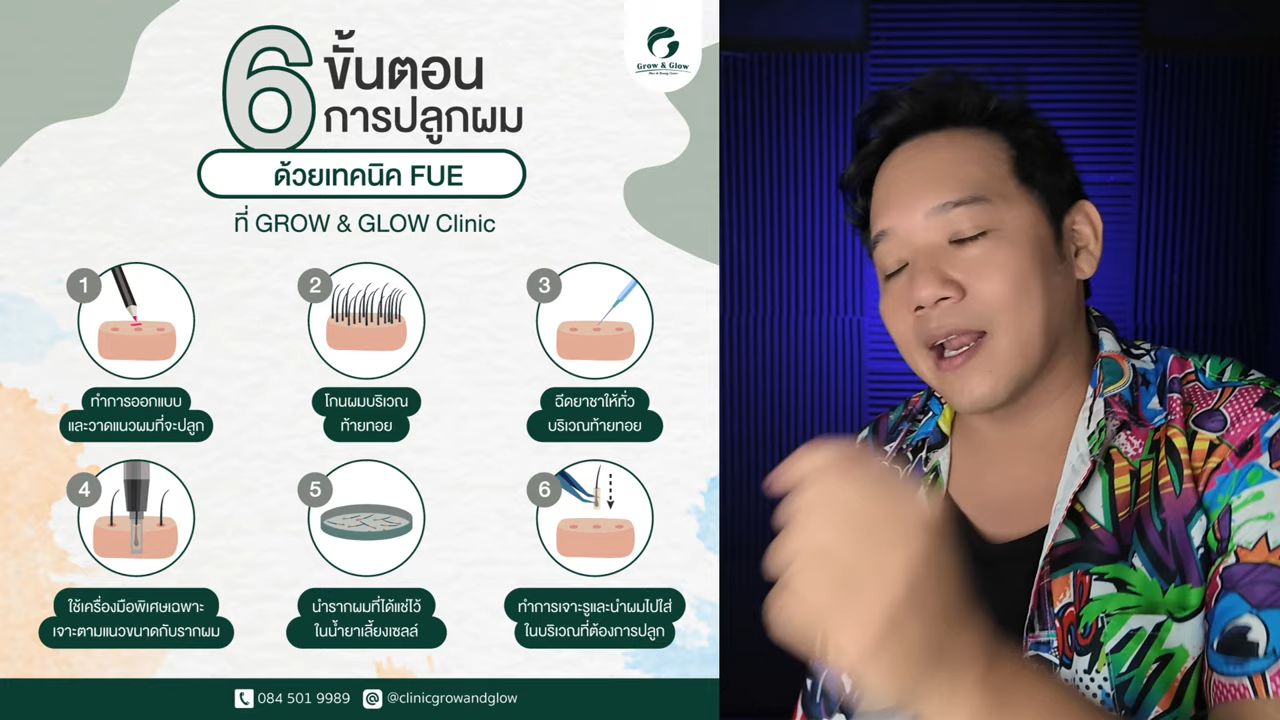 6 ขั้นตอน
การปลูกผม
ด้วยเทคนิค FUE
ที่ GROW & GLOW Clinic
Grow & Glow
1
ทำการออกแบบ
และวาดแนวผมที่จะปลูก
2
โกนผมบริเวณ
ท้ายทอย
3
ฉีดยาชาให้ทั่ว
บริเวณท้ายทอย
4
ใช้เครื่องมือพิเศษเฉพาะ
เจาะตามแนวขนาดกับรากผม
5
นำรากผมที่ได้แช่ไว้
ในน้ำยาเลี้ยงเซลล์
6
ทำการเจาะรูและนำผมไปใส่
ในบริเวณที่ต้องการปลูก
084 501 9989 @clinicgrowandglow